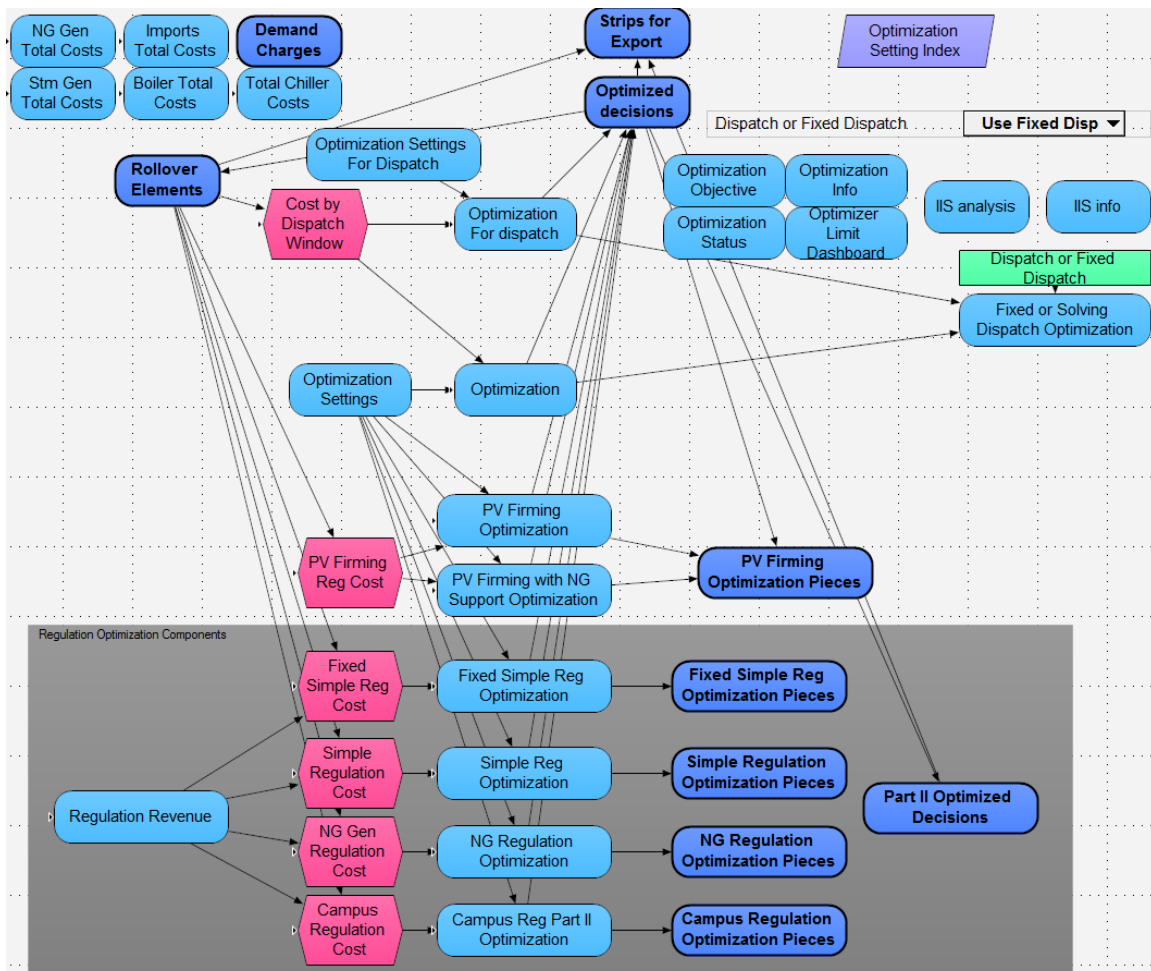 NG Gen
Total Costs
Imports
Total Costs
Demand
Charges
Strips for
Export
Optimization
Setting Index
Stm Gen
Total Costs
Boiler Total
Costs
Total Chiller
Costs
Optimized
decisions
Dispatch or Fixed Dispatch
Use Fixed Disp
Optimization Settings
For Dispatch
Rollover
Elements
Optimization
Objective
Optimization
Info
IIS analysis
IIS info
Cost by
Dispatch
Window
Optimization
For dispatch
Optimization
Status
Optimizer
Limit
Dashboard
Dispatch or Fixed
Dispatch
Fixed or Solving
Dispatch Optimization
Optimization
Settings
Optimization
PV Firming
Optimization
PV Firming
Reg Cost
PV Firming with NG
Support Optimization
PV Firming
Optimization Pieces
Regulation Optimization Components
Fixed
Simple Reg
Cost
Fixed Simple Reg
Optimization
Fixed Simple Reg
Optimization Pieces
Simple
Regulation
Cost
Simple Reg
Optimization
Simple Regulation
Optimization Pieces
Regulation Revenue
Part II Optimized
Decisions
NG Gen
Regulation
Cost
NG Regulation
Optimization
NG Regulation
Optimization Pieces
Campus
Regulation
Cost
Campus Reg Part II
Optimization
Campus Regulation
Optimization Pieces